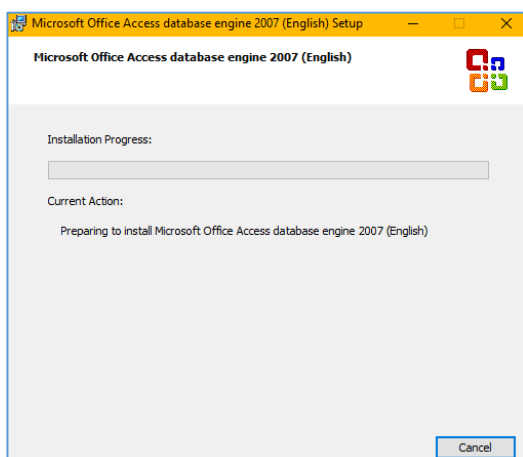 Microsoft Office Access database engine 2007 (English) Setup
Microsoft Office Access database engine 2007 (English)
Installation Progress:
Current Action:
Preparing to install Microsoft Office Access database engine 2007 (English)
Cancel